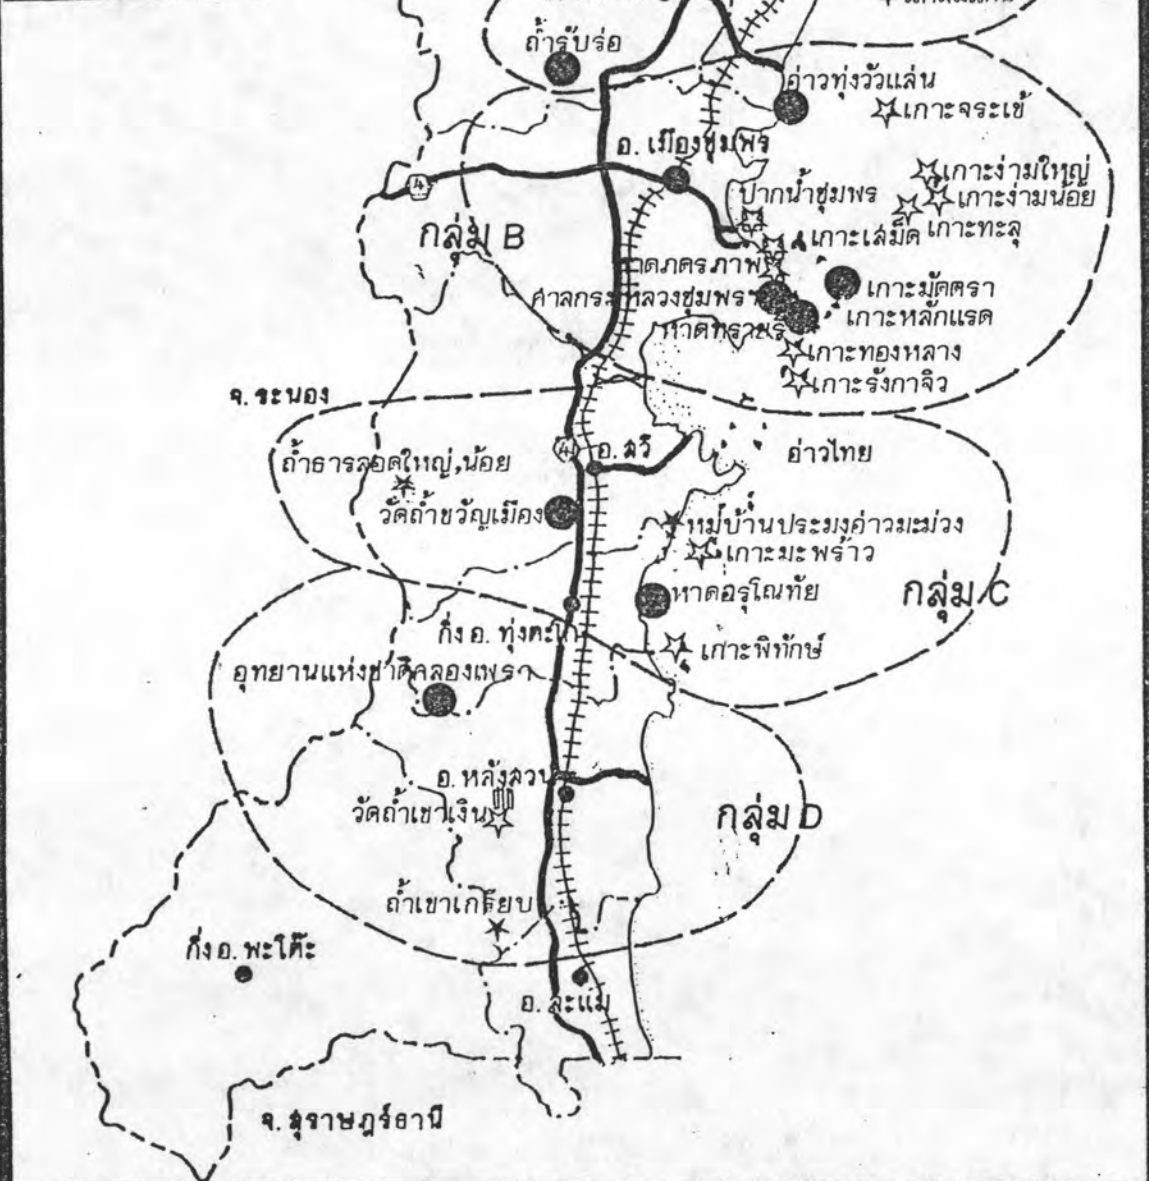 ถ้ำรับร่อ
อ่าวทุ่งวัวแล่น
เกาะจระเข้
อ. เมืองชุมพร
เกาะง่ามใหญ่
4
ปากน้ำชุมพร
เกาะง่ามน้อย
กลุ่ม B
เกาะเสม็ด
เกาะทะลุ
หาดภดรภาพ
เกาะมัตตรา
เกาะหลักแรด
เกาะทองหลาง
เกาะรังกาจิว
จ. ระนอง
4
อ. สวี
อ่าวไทย
ถ้ำธารลอดใหญ่,น้อย
วัดถ้ำขวัญเมือง
หมู่บ้านประมงอ่าวมะม่วง
เกาะมะพร้าว
หาดอรุโณทัย
กลุ่ม C
กิ่ง อ. ทุ่งตะโก
เกาะพิทักษ์
อุทยานแห่งชาติคลองเพรา
อ. หลังสวน
วัดถ้ำเขาเงิน
กลุ่ม D
ถ้ำเขาเกรียบ
กิ่งอ. พะโต๊ะ
อ. ละแม
จ. สุราษฎร์ธานี